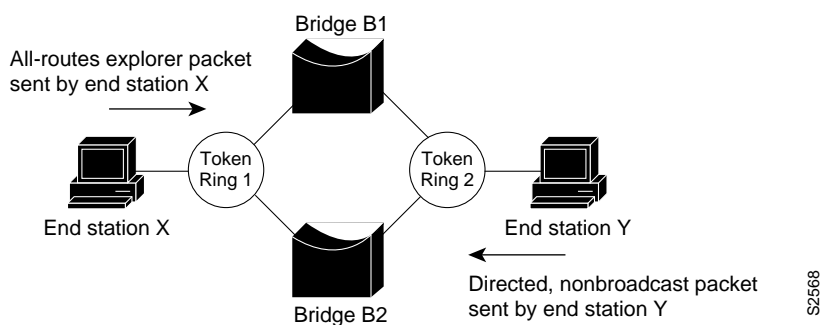 Bridge B1
All-routes explorer packet
sent by end station X
Token
Ring 1
Token
Ring 2
End station X
End station Y
Directed, nonbroadcast packet
sent by end station Y
Bridge B2
S2568